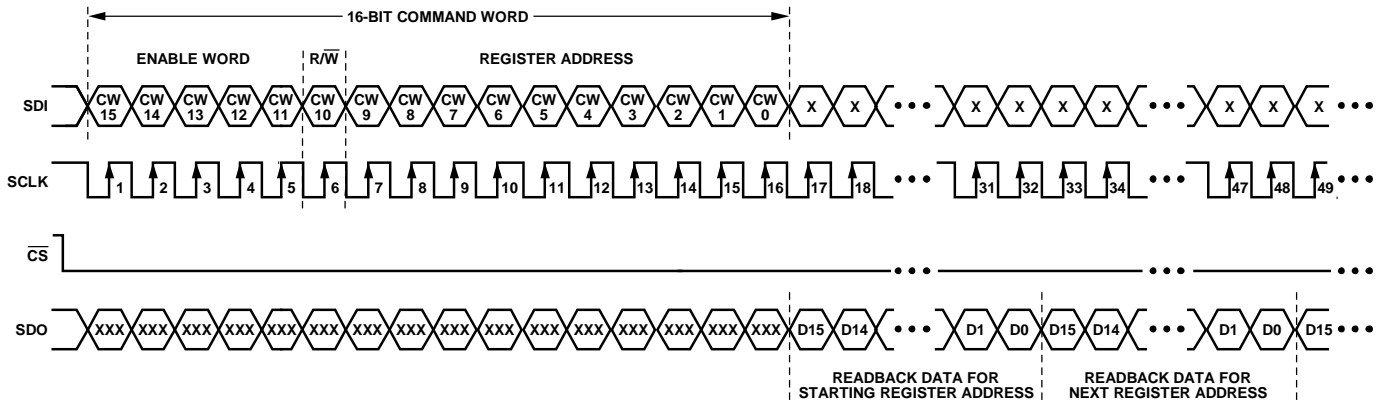 16-BIT COMMAND WORD
ENABLE WORD R/W̅ REGISTER ADDRESS
SDI CW 15 CW 14 CW 13 CW 12 CW 11 CW 10 CW 9 CW 8 CW 7 CW 6 CW 5 CW 4 CW 3 CW 2 CW 1 CW 0 X X ••• X X X X ••• X X X •••
SCLK 1 2 3 4 5 6 7 8 9 10 11 12 13 14 15 16 17 18 ••• 31 32 33 34 ••• 47 48 49 •••
C̅S̅ ••• ••• •••
SDO XXX XXX XXX XXX XXX XXX XXX XXX XXX XXX XXX XXX XXX XXX XXX XXX D15 D14 ••• D1 D0 D15 D14 ••• D1 D0 D15 •••
READBACK DATA FOR
STARTING REGISTER ADDRESS
READBACK DATA FOR
NEXT REGISTER ADDRESS